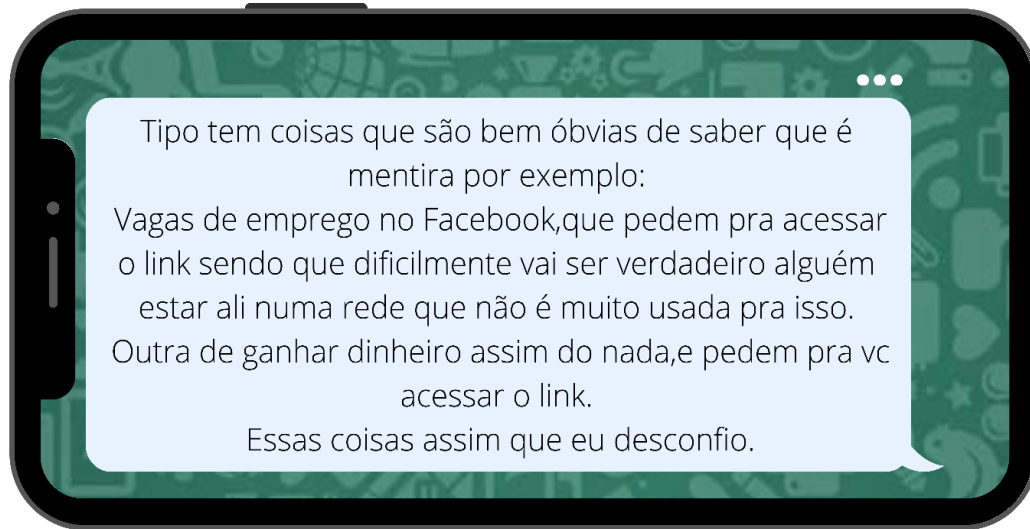 Tipo tem coisas que são bem óbvias de saber que é
mentira por exemplo:
Vagas de emprego no Facebook,que pedem pra acessar
o link sendo que dificilmente vai ser verdadeiro alguém
estar ali numa rede que não é muito usada pra isso.
Outra de ganhar dinheiro assim do nada,e pedem pra vc
acessar o link.
Essas coisas assim que eu desconfio.